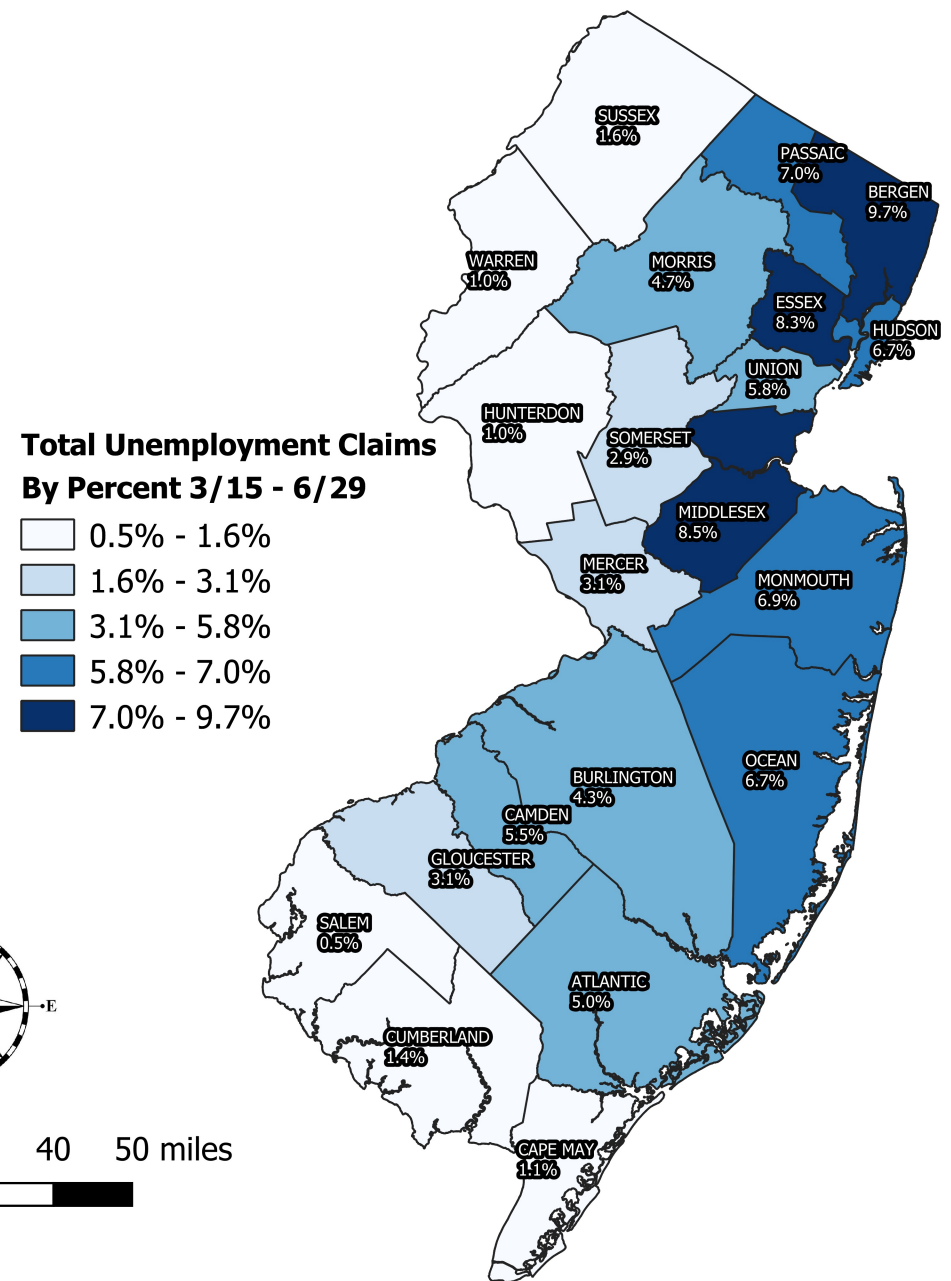 SUSSEX
1.6%
PASSAIC
7.0%
BERGEN
9.7%
WARREN
1.0%
MORRIS
4.7%
ESSEX
8.3%
HUDSON
6.7%
UNION
5.8%
HUNTERDON
1.0%
SOMERSET
2.9%
Total Unemployment Claims
By Percent 3/15 - 6/29
0.5% - 1.6%
1.6% - 3.1%
3.1% - 5.8%
5.8% - 7.0%
7.0% - 9.7%
MIDDLESEX
8.5%
MERCER
3.1%
MONMOUTH
6.9%
OCEAN
6.7%
BURLINGTON
4.3%
CAMDEN
5.5%
GLOUCESTER
3.1%
SALEM
0.5%
ATLANTIC
5.0%
E
CUMBERLAND
1.4%
CAPE MAY
1.1%
40 50 miles